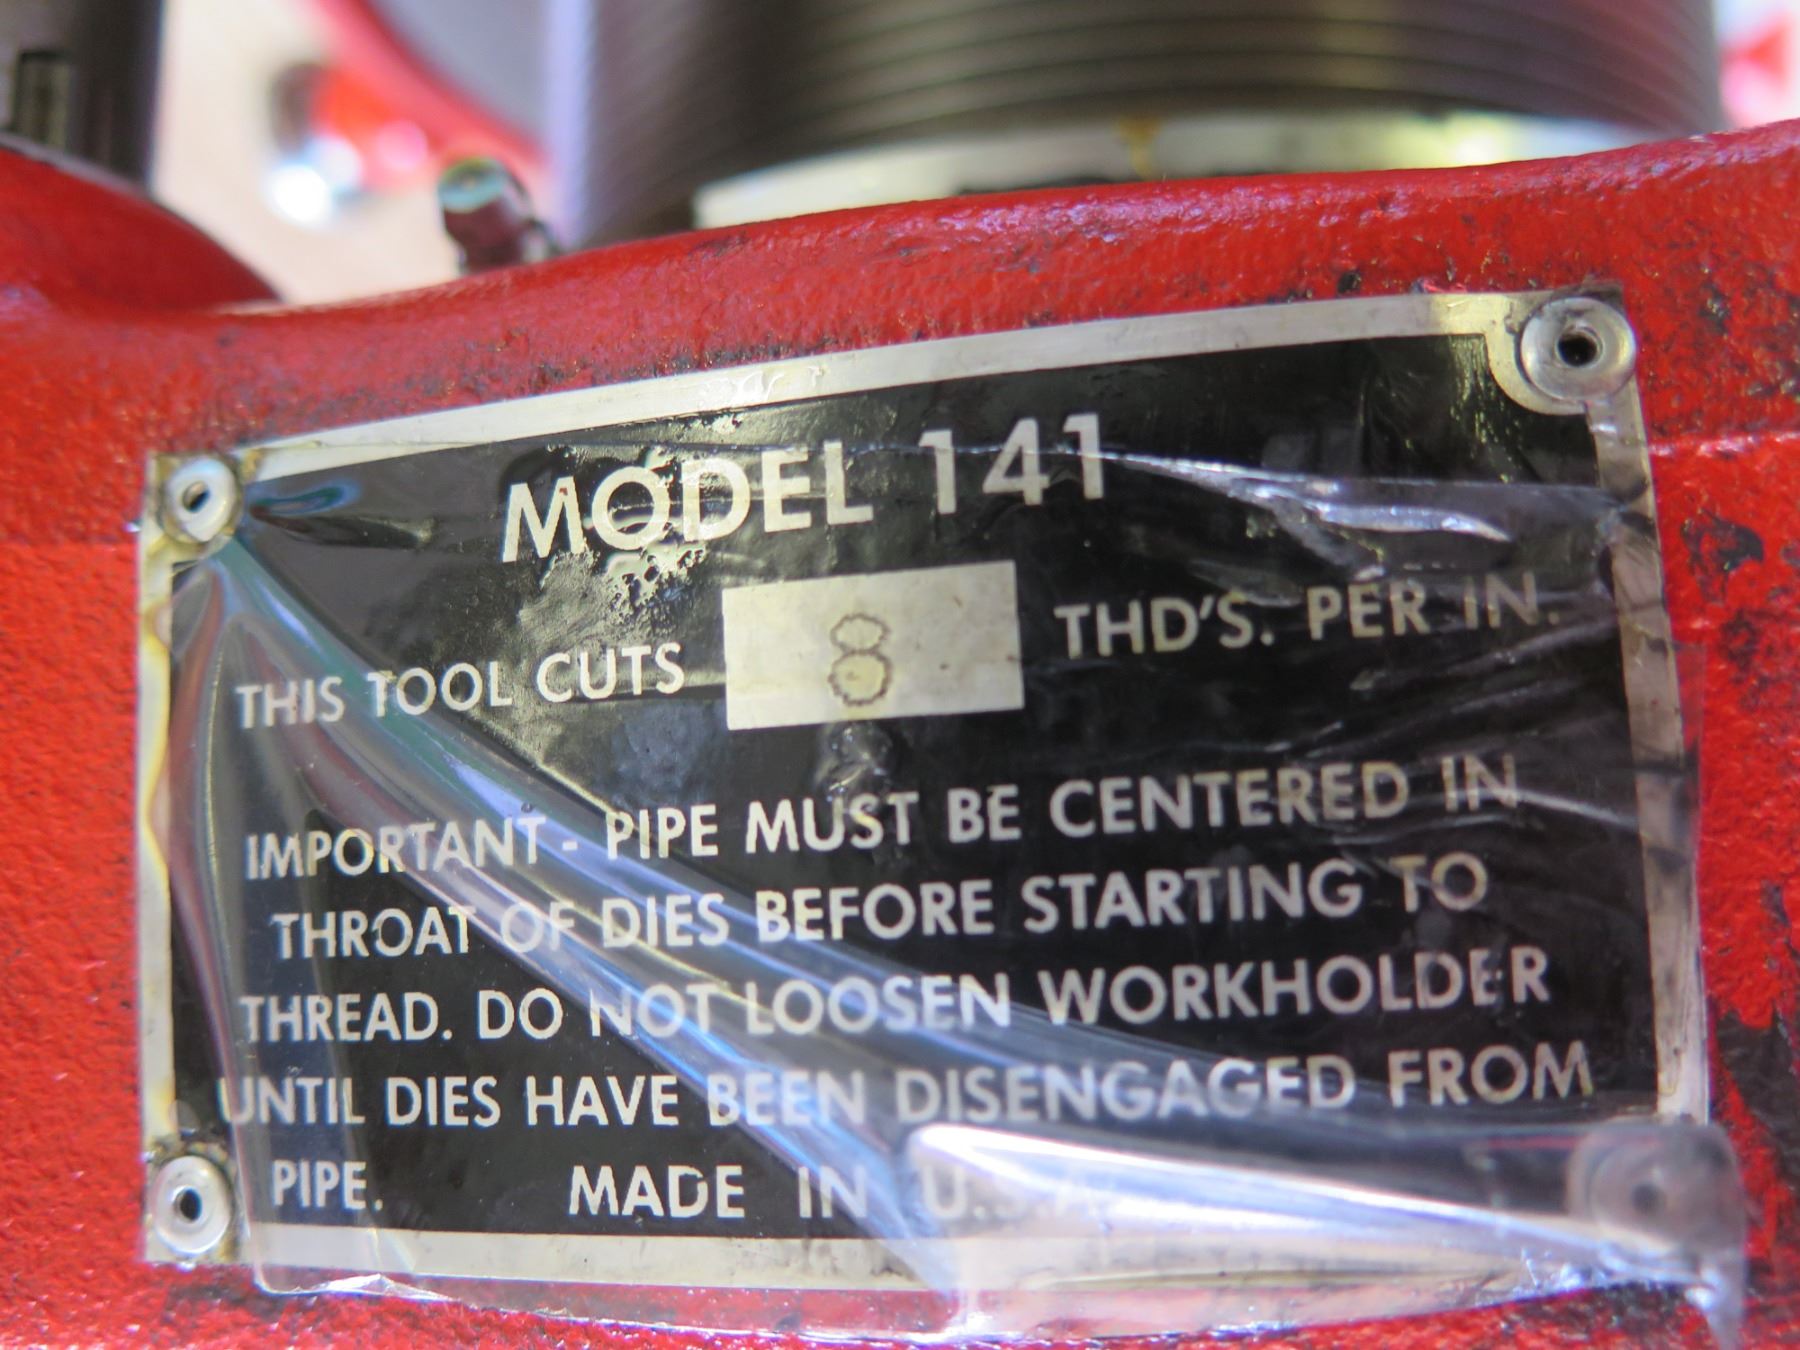 MODEL 141
THIS TOOL CUTS 8 THD'S. PER IN.
IMPORTANT - PIPE MUST BE CENTERED IN
THROAT OF DIES BEFORE STARTING TO
THREAD. DO NOT LOOSEN WORKHOLDER
UNTIL DIES HAVE BEEN DISENGAGED FROM
PIPE. MADE IN U.S.A.